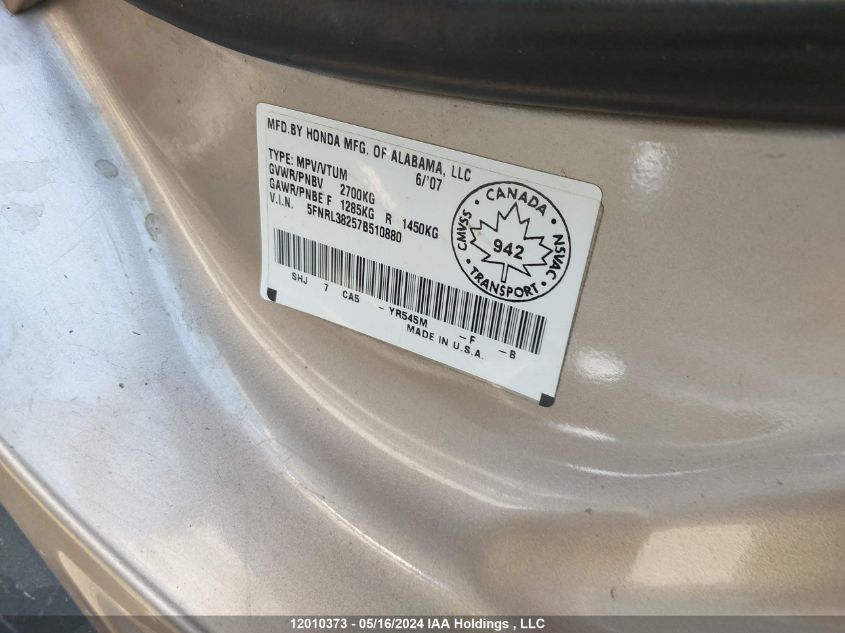 MFD.BY HONDA MFG. OF ALABAMA, LLC
TYPE: MPV/VTUM 6/'07
GVWR/PNBV 2700KG
GAWR/PNBE F 1285KG R 1450KG
V.I.N. 5FNRL38257B510880
CANADA
CMVSS 942 NSVAC
TRANSPORT
SHJ 7 CA5 - YR545M - F - B
MADE IN U.S.A.
12010373 - 05/16/2024 IAA Holdings , LLC